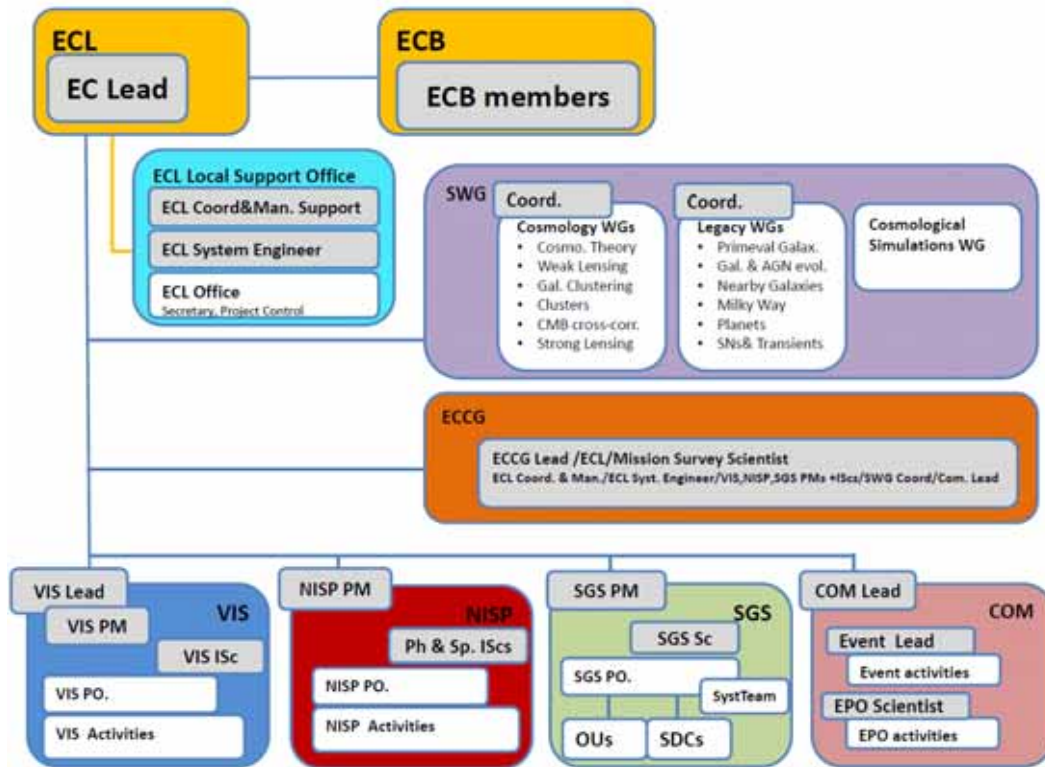 ECL
EC Lead
ECB
ECB members
ECL Local Support Office
ECL Coord&Man. Support
ECL System Engineer
ECL Office
Secretary, Project Control
SWG
Coord.
Cosmology WGs
• Cosmo. Theory
• Weak Lensing
• Gal. Clustering
• Clusters
• CMB cross-corr.
• Strong Lensing
Coord.
Legacy WGs
• Primeval Galax.
• Gal. & AGN evol.
• Nearby Galaxies
• Milky Way
• Planets
• SNs& Transients
Cosmological
Simulations WG
ECCG
ECCG Lead /ECL/Mission Survey Scientist
ECL Coord. & Man./ECL Syst. Engineer/VIS,NISP,SGS PMs +IScs/SWG Coord/Com. Lead
VIS Lead
VIS
VIS PM
VIS ISc
VIS PO.
VIS Activities
NISP PM
NISP
Ph & Sp. IScs
NISP PO.
NISP Activities
SGS PM
SGS
SGS Sc
SGS PO.
SystTeam
OUs
SDCs
COM Lead
COM
Event Lead
Event activities
EPO Scientist
EPO activities